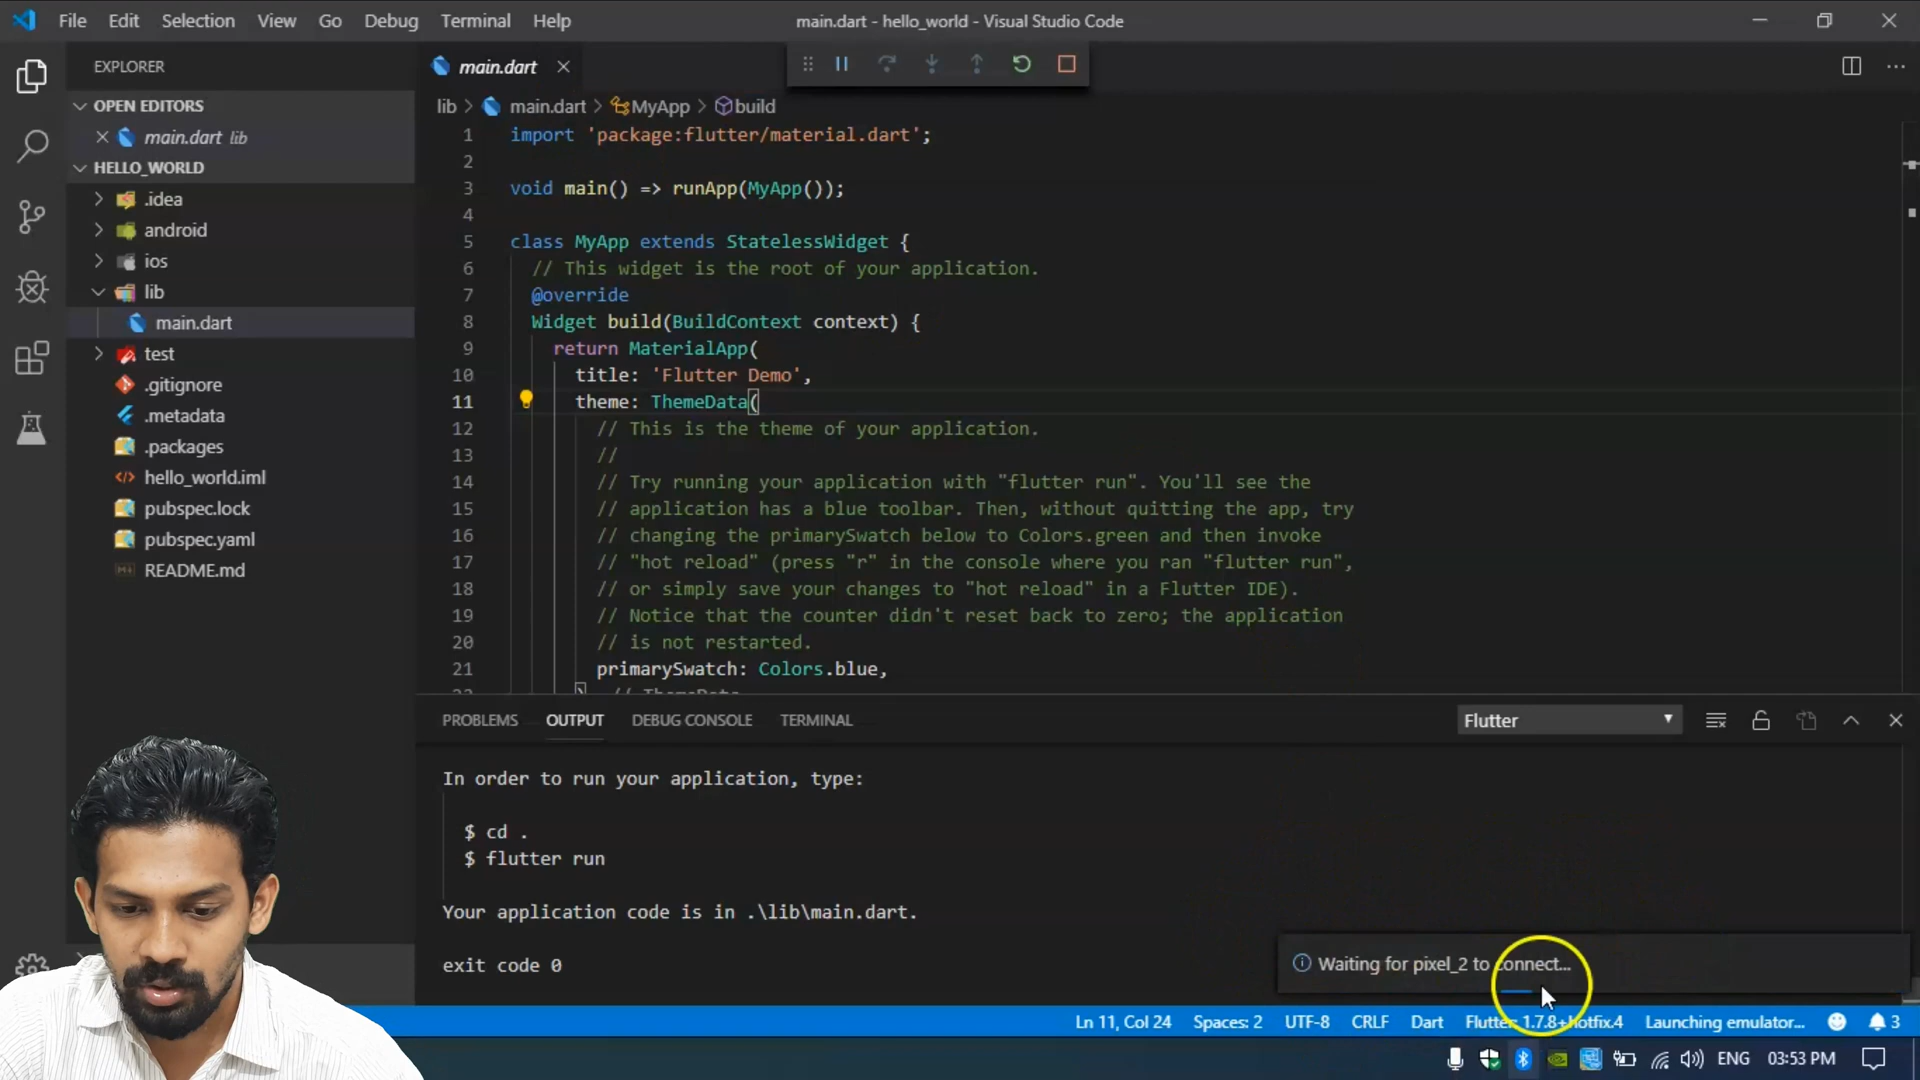 File Edit Selection View Go Debug Terminal Help
main.dart - hello_world - Visual Studio Code
EXPLORER
OPEN EDITORS
main.dart lib
HELLO_WORLD
.idea
android
ios
lib
main.dart
test
.gitignore
.metadata
.packages
hello_world.iml
pubspec.lock
pubspec.yaml
README.md
main.dart
lib > main.dart > MyApp > build
1 import 'package:flutter/material.dart';
2
3 void main() => runApp(MyApp());
4
5 class MyApp extends StatelessWidget {
6 // This widget is the root of your application.
7 @override
8 Widget build(BuildContext context) {
9 return MaterialApp(
10 title: 'Flutter Demo',
11 theme: ThemeData(
12 // This is the theme of your application.
13 //
14 // Try running your application with "flutter run". You'll see the
15 // application has a blue toolbar. Then, without quitting the app, try
16 // changing the primarySwatch below to Colors.green and then invoke
17 // "hot reload" (press "r" in the console where you ran "flutter run",
18 // or simply save your changes to "hot reload" in a Flutter IDE).
19 // Notice that the counter didn't reset back to zero; the application
20 // is not restarted.
21 primarySwatch: Colors.blue,
PROBLEMS OUTPUT DEBUG CONSOLE TERMINAL
Flutter
In order to run your application, type:
$ cd .
$ flutter run
Your application code is in .\lib\main.dart.
exit code 0
Waiting for pixel_2 to connect...
Ln 11, Col 24 Spaces: 2 UTF-8 CRLF Dart Flutter: 1.7.8+hotfix.4 Launching emulator... 3
ENG 03:53 PM